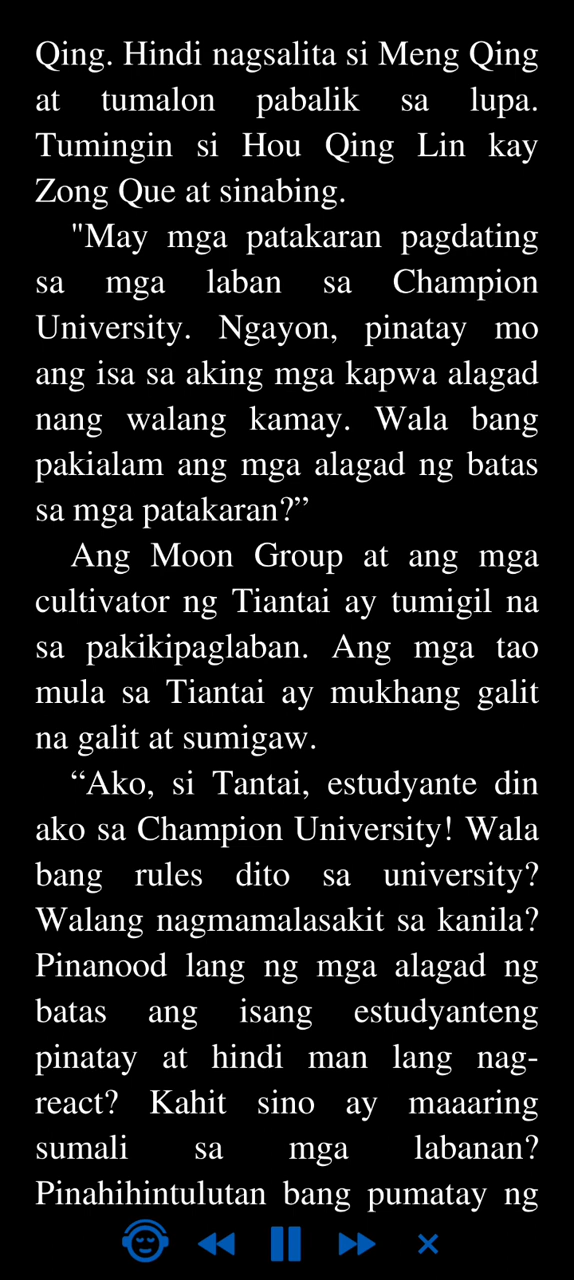 Qing. Hindi nagsalita si Meng Qing
at tumalon pabalik sa lupa.
Tumingin si Hou Qing Lin kay
Zong Que at sinabing.
"May mga patakaran pagdating
sa mga laban sa Champion
University. Ngayon, pinatay mo
ang isa sa aking mga kapwa alagad
nang walang kamay. Wala bang
pakialam ang mga alagad ng batas
sa mga patakaran?”
Ang Moon Group at ang mga
cultivator ng Tiantai ay tumigil na
sa pakikipaglaban. Ang mga tao
mula sa Tiantai ay mukhang galit
na galit at sumigaw.
“Ako, si Tantai, estudyante din
ako sa Champion University! Wala
bang rules dito sa university?
Walang nagmamalasakit sa kanila?
Pinanood lang ng mga alagad ng
batas ang isang estudyanteng
pinatay at hindi man lang nag-
react? Kahit sino ay maaaring
sumali sa mga labanan?
Pinahihintulutan bang pumatay ng